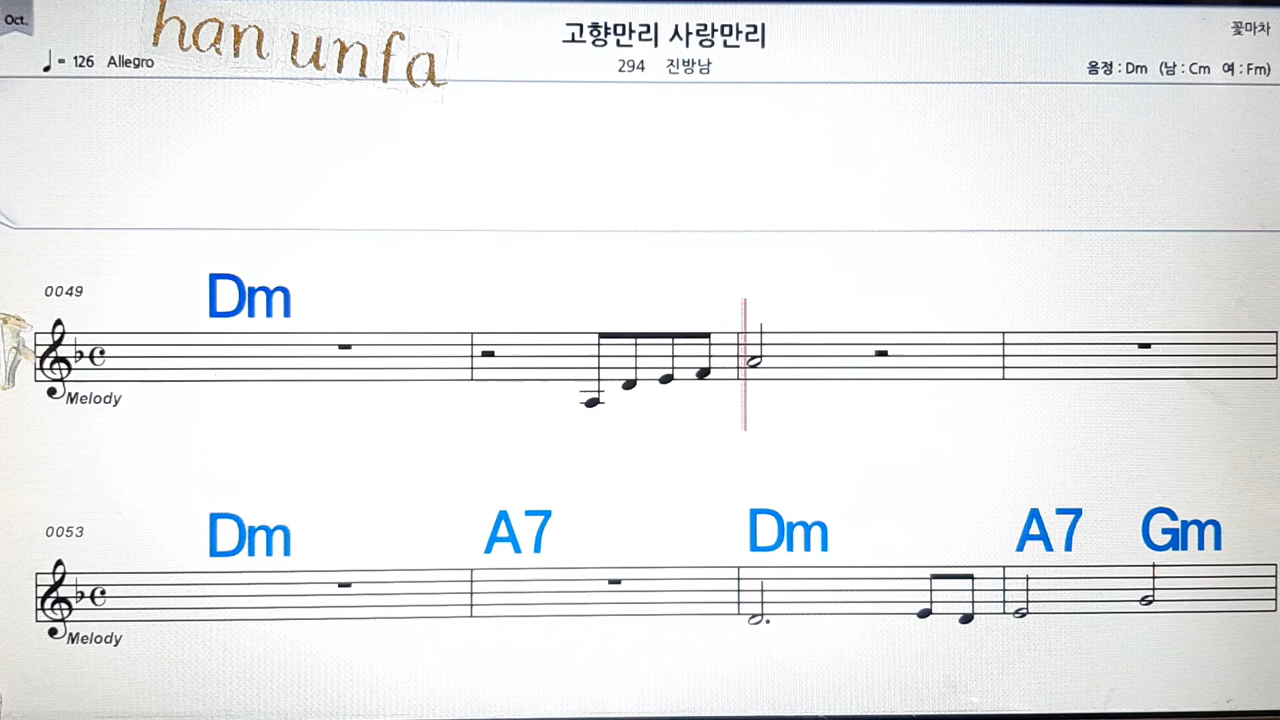 Oct.
han unfa
고향만리 사랑만리
꽃마차
♩= 126 Allegro
294 진방남
음정 : Dm (남 : Cm 여 : Fm)
0049
Dm
Melody
0053
Dm A7 Dm A7 Gm
Melody